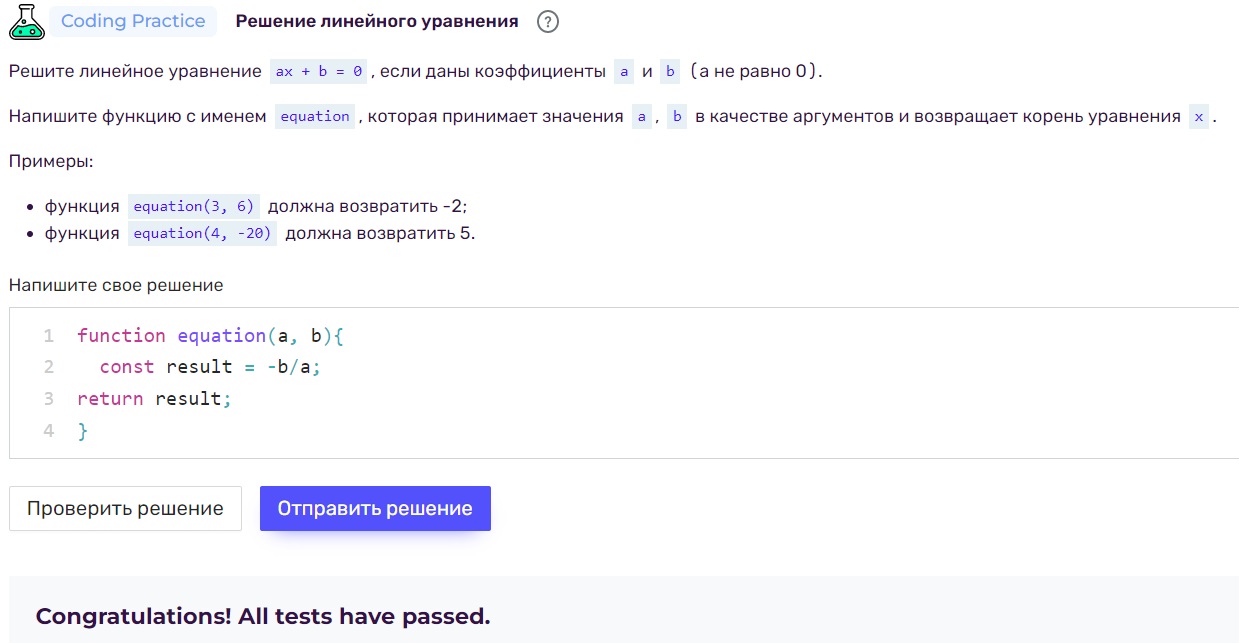 Coding Practice Решение линейного уравнения ?
Решите линейное уравнение ax + b = 0, если даны коэффициенты a и b (a не равно 0).
Напишите функцию с именем equation, которая принимает значения a, b в качестве аргументов и возвращает корень уравнения x.
Примеры:
• функция equation(3, 6) должна возвратить -2;
• функция equation(4, -20) должна возвратить 5.
Напишите свое решение
1 function equation(a, b){
2 const result = -b/a;
3 return result;
4 }
Проверить решение Отправить решение
Congratulations! All tests have passed.